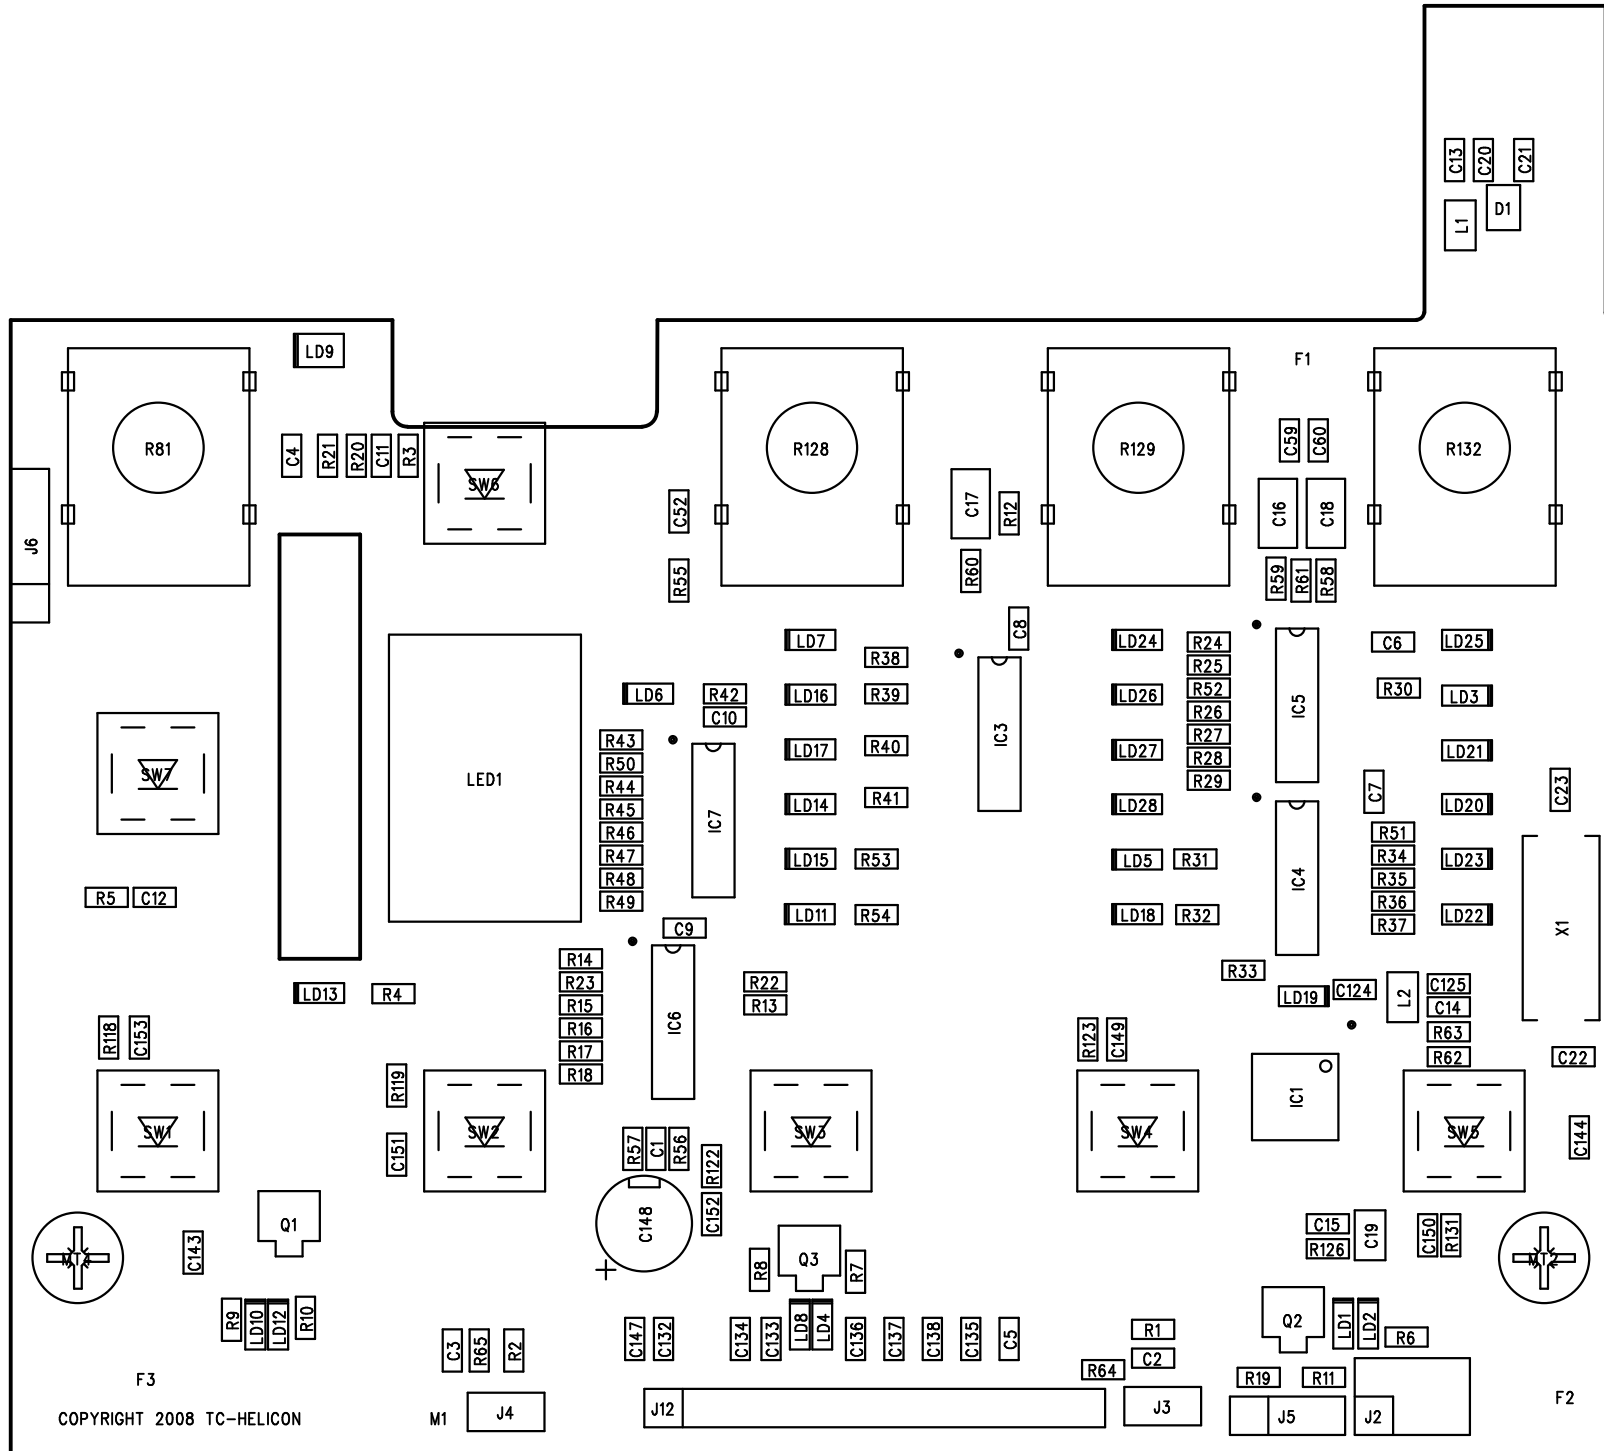 C13
C20
C21
L1
D1
LD9
F1
R81
C4
R21
R20
C11
R3
SW6
R128
R129
C59
C60
R132
C52
C17
R12
C16
C18
J6
R55
R60
R59
R61
R58
C8
LD7
R38
LD24
R24
C6
LD25
R25
LD6
R42
LD16
R39
LD26
R52
R30
LD3
C10
R26
R43
LD17
R40
IC3
LD27
R27
IC5
LD21
R50
R28
SW7
LED1
R44
R29
R45
IC7
LD14
R41
LD28
C7
LD20
C23
R46
R51
R47
LD15
R53
LD5
R31
R34
LD23
R48
IC4
R35
R5
C12
R49
R36
LD11
R54
LD18
R32
LD22
C9
R37
X1
R14
R33
R23
R22
LD13
R4
LD19
C124
L2
C125
R15
R13
C14
R118
C153
R16
IC6
R123
C149
R63
R17
R62
C22
R18
R119
IC1
SW1
SW2
SW3
SW4
SW5
C144
C151
R57
C1
R56
R122
C152
Q1
C148
C15
C19
C150
R131
C143
R126
MT4
Q3
MT2
R8
R7
R9
LD10
LD12
R10
LD8
LD4
Q2
LD1
LD2
R6
C3
R65
R2
C147
C132
C134
C133
C136
C137
C138
C135
C5
R1
C2
R64
F3
R19
R11
F2
COPYRIGHT 2008 TC-HELICON
M1
J4
J12
J3
J5
J2